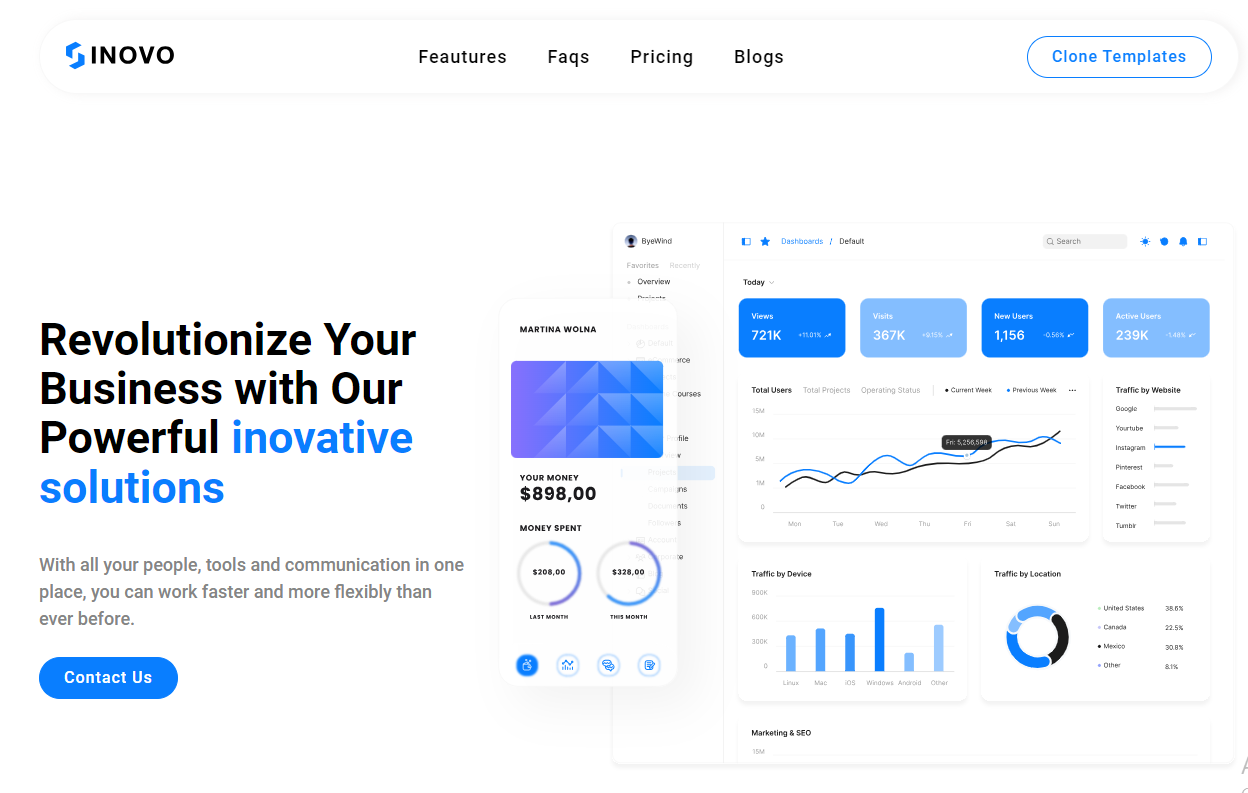 INOVO
Feautures
Faqs
Pricing
Blogs
Clone Templates
Revolutionize Your
Business with Our
Powerful inovative
solutions
With all your people, tools and communication in one
place, you can work faster and more flexibly than
ever before.
Contact Us
MARTINA WOLNA
YOUR MONEY
$898,00
MONEY SPENT
$208,00
$328,00
LAST MONTH
THIS MONTH
ByeWind
Favorites
Recently
Overview
Projects
Default
Courses
Projects
Documents
Dashboards / Default
Search
Today
Views
721K
+11.01%
Visits
367K
+9.15%
New Users
1,156
-0.56%
Active Users
239K
-1.48%
Total Users
Total Projects
Operating Status
Current Week
Previous Week
15M
10M
5M
1M
0
Fri: 5,256,598
Mon
Tue
Wed
Thu
Fri
Sat
Sun
Traffic by Website
Google
Yourtube
Instagram
Pinterest
Facebook
Twitter
Tumblr
Traffic by Device
900K
600K
300K
0
Linux
Mac
iOS
Windows
Android
Other
Traffic by Location
United States 38.6%
Canada 22.5%
Mexico 30.8%
Other 8.1%
Marketing & SEO
15M